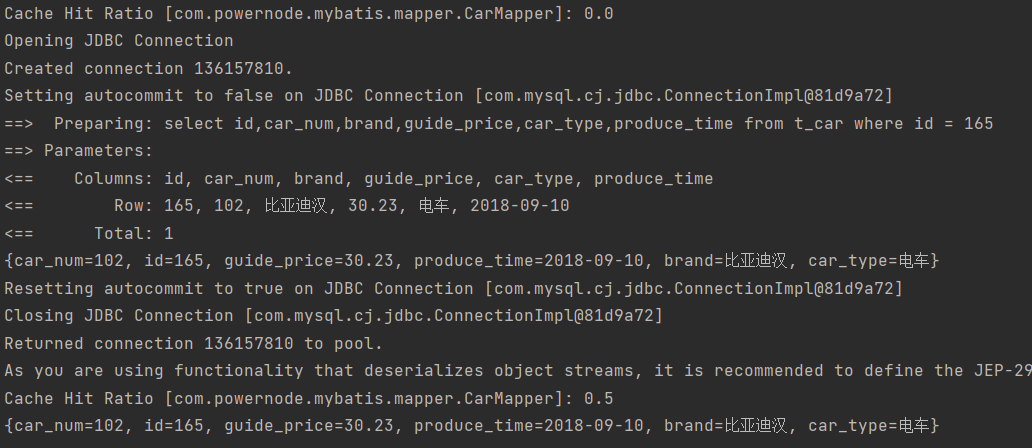 Cache Hit Ratio [com.powernode.mybatis.mapper.CarMapper]: 0.0
Opening JDBC Connection
Created connection 136157810.
Setting autocommit to false on JDBC Connection [com.mysql.cj.jdbc.ConnectionImpl@81d9a72]
==>  Preparing: select id,car_num,brand,guide_price,car_type,produce_time from t_car where id = 165
==> Parameters:
<==    Columns: id, car_num, brand, guide_price, car_type, produce_time
<==        Row: 165, 102, 比亚迪汉, 30.23, 电车, 2018-09-10
<==      Total: 1
{car_num=102, id=165, guide_price=30.23, produce_time=2018-09-10, brand=比亚迪汉, car_type=电车}
Resetting autocommit to true on JDBC Connection [com.mysql.cj.jdbc.ConnectionImpl@81d9a72]
Closing JDBC Connection [com.mysql.cj.jdbc.ConnectionImpl@81d9a72]
Returned connection 136157810 to pool.
As you are using functionality that deserializes object streams, it is recommended to define the JEP-29
Cache Hit Ratio [com.powernode.mybatis.mapper.CarMapper]: 0.5
{car_num=102, id=165, guide_price=30.23, produce_time=2018-09-10, brand=比亚迪汉, car_type=电车}